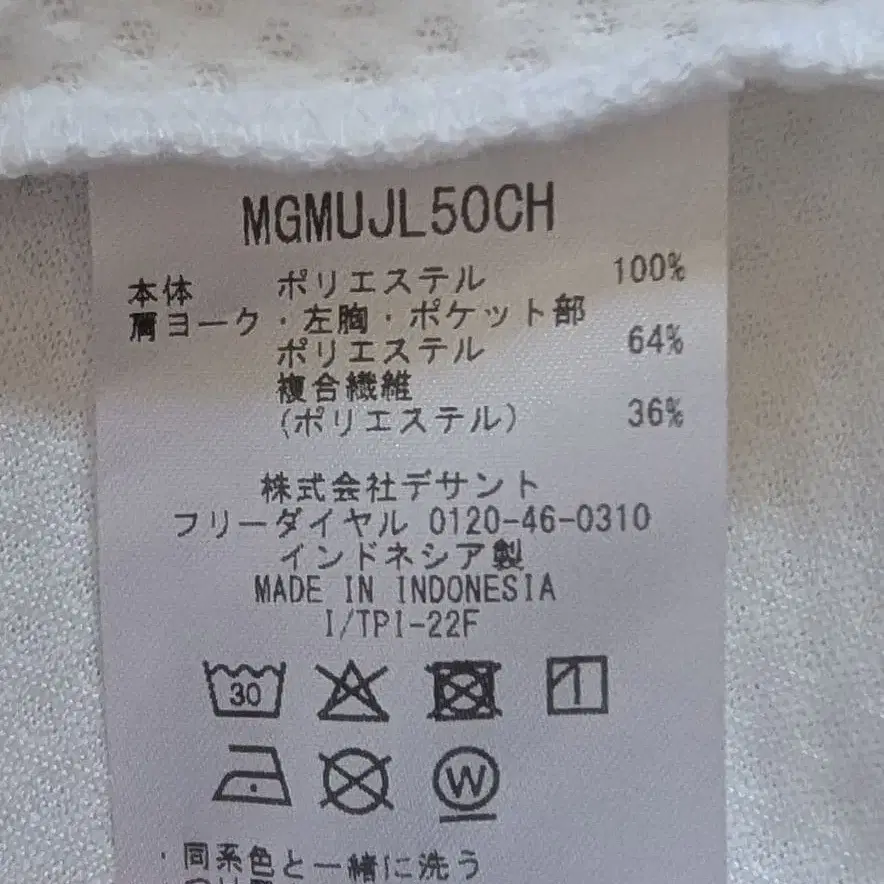 MGMUJL50CH
本体 ポリエステル 100%
肩ヨーク・左胸・ポケット部
ポリエステル 64%
複合繊維
(ポリエステル) 36%
株式会社デサント
フリーダイヤル 0120-46-0310
インドネシア製
MADE IN INDONESIA
I/TPI-22F
30
W
・同系色と一緒に洗う